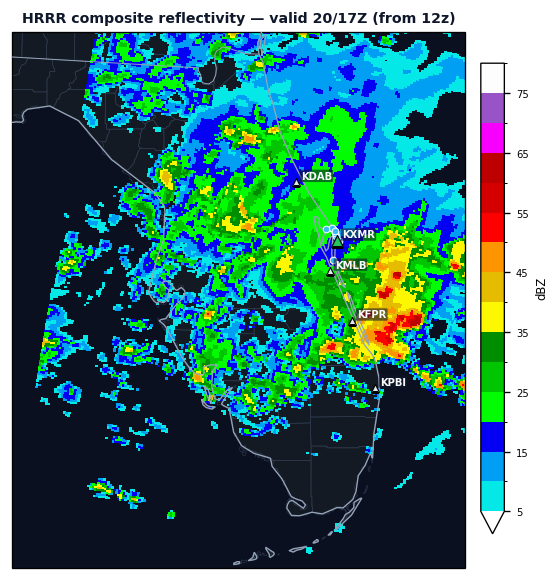 HRRR composite reflectivity — valid 20/17Z (from 12z)
KDAB
KXMR
KMLB
KFPR
KPBI
75
65
55
45
35
25
15
5
dBZ